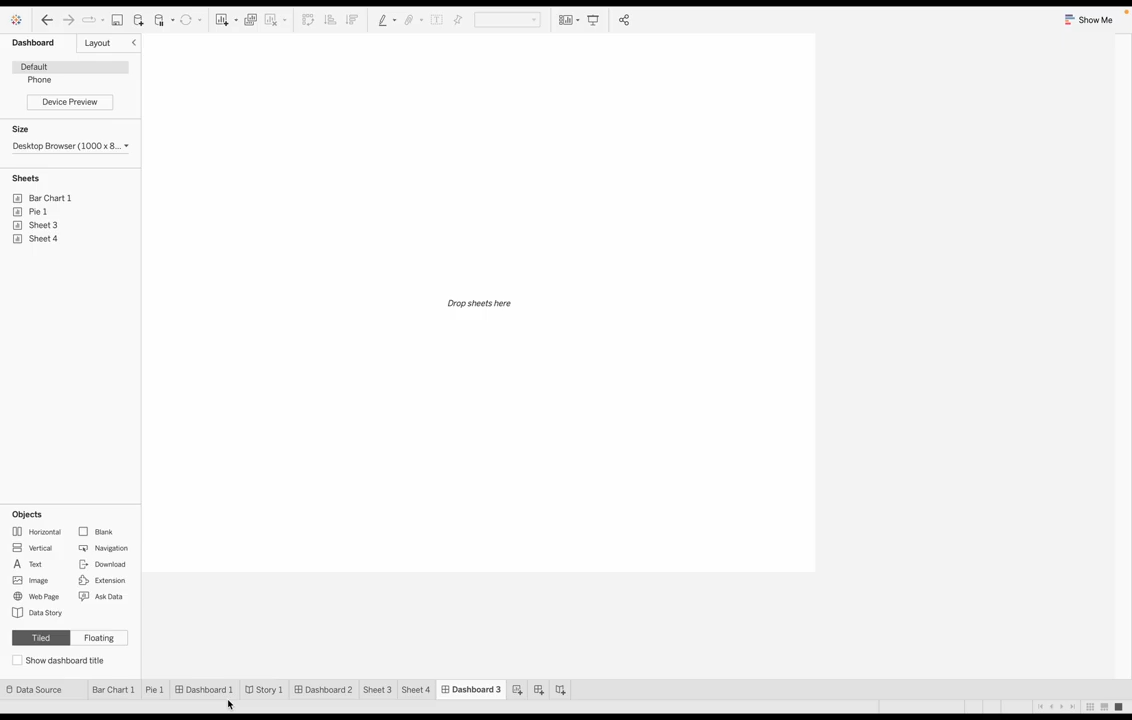 Show Me
Dashboard
Layout
Default
Phone
Device Preview
Size
Desktop Browser (1000 x 8...
Sheets
Bar Chart 1
Pie 1
Sheet 3
Sheet 4
Drop sheets here
Objects
Horizontal
Blank
Vertical
Navigation
Text
Download
Image
Extension
Web Page
Ask Data
Data Story
Tiled
Floating
Show dashboard title
Data Source
Bar Chart 1
Pie 1
Dashboard 1
Story 1
Dashboard 2
Sheet 3
Sheet 4
Dashboard 3